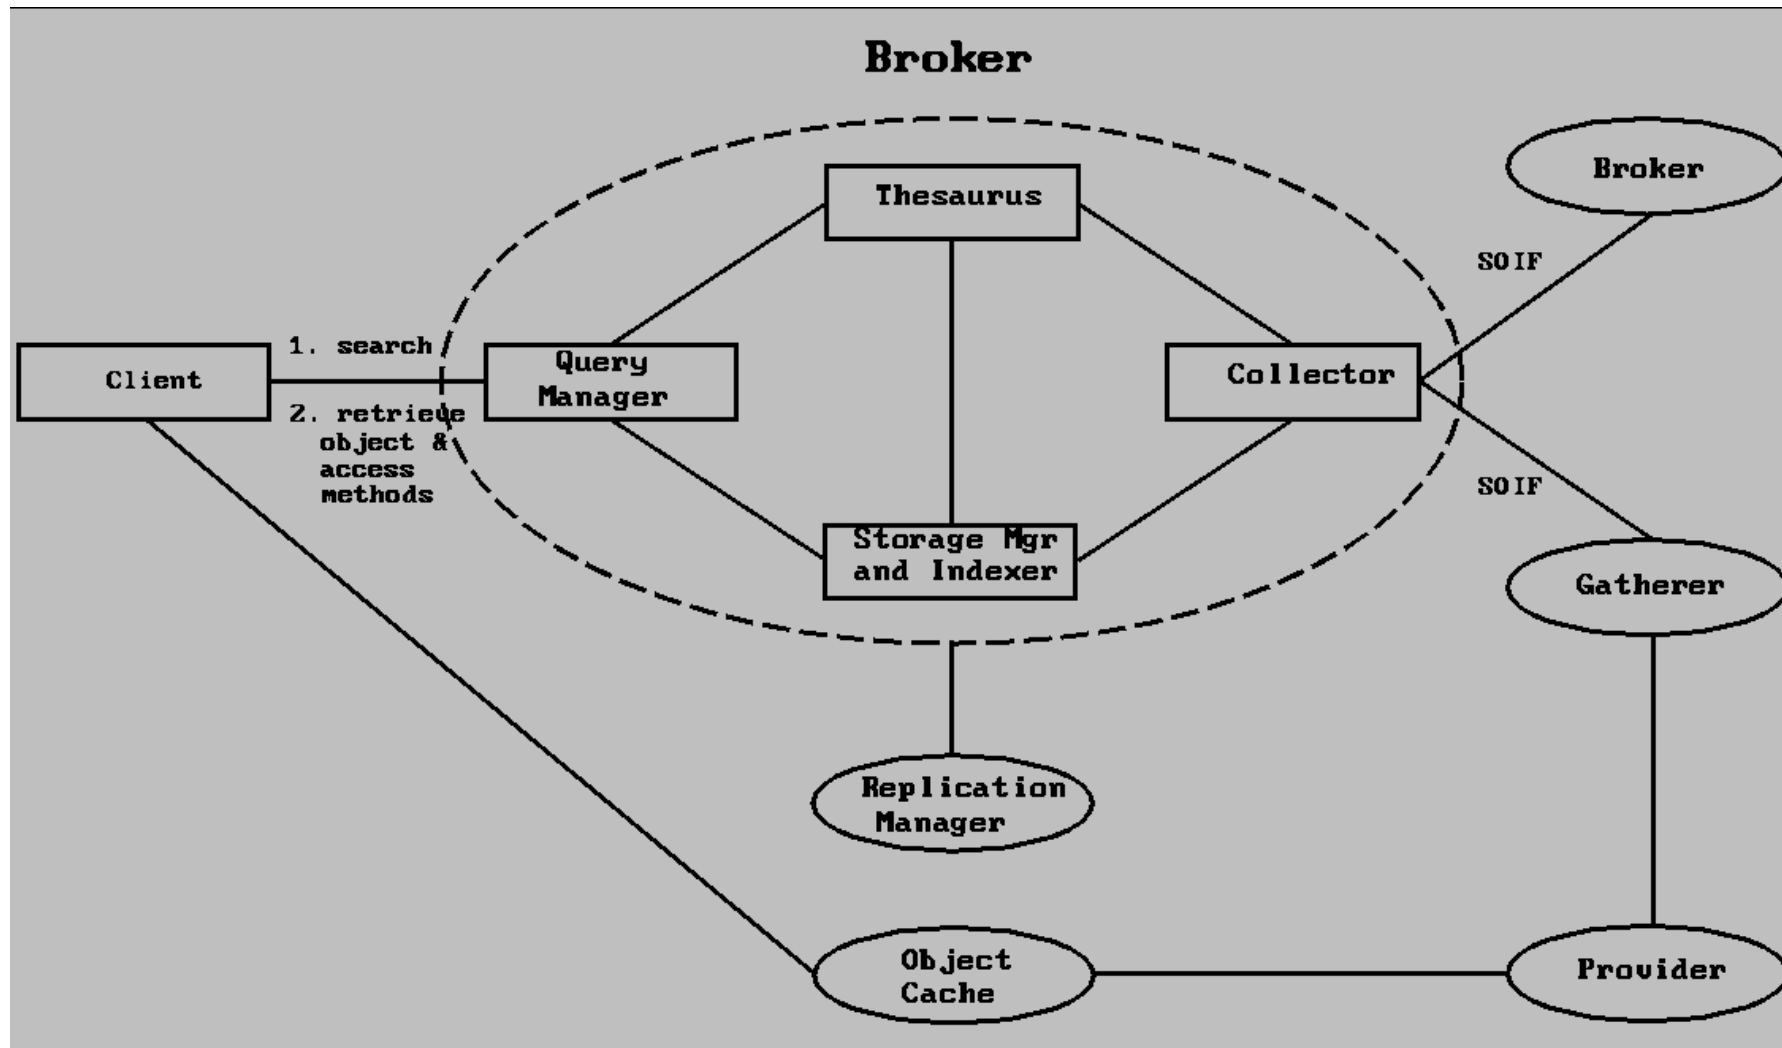 Broker
Broker
Thesaurus
SOIF
1. search
Client
Query
Manager
Collector
2. retrieve
object &
access
methods
SOIF
Storage Mgr
and Indexer
Gatherer
Replication
Manager
Object
Cache
Provider